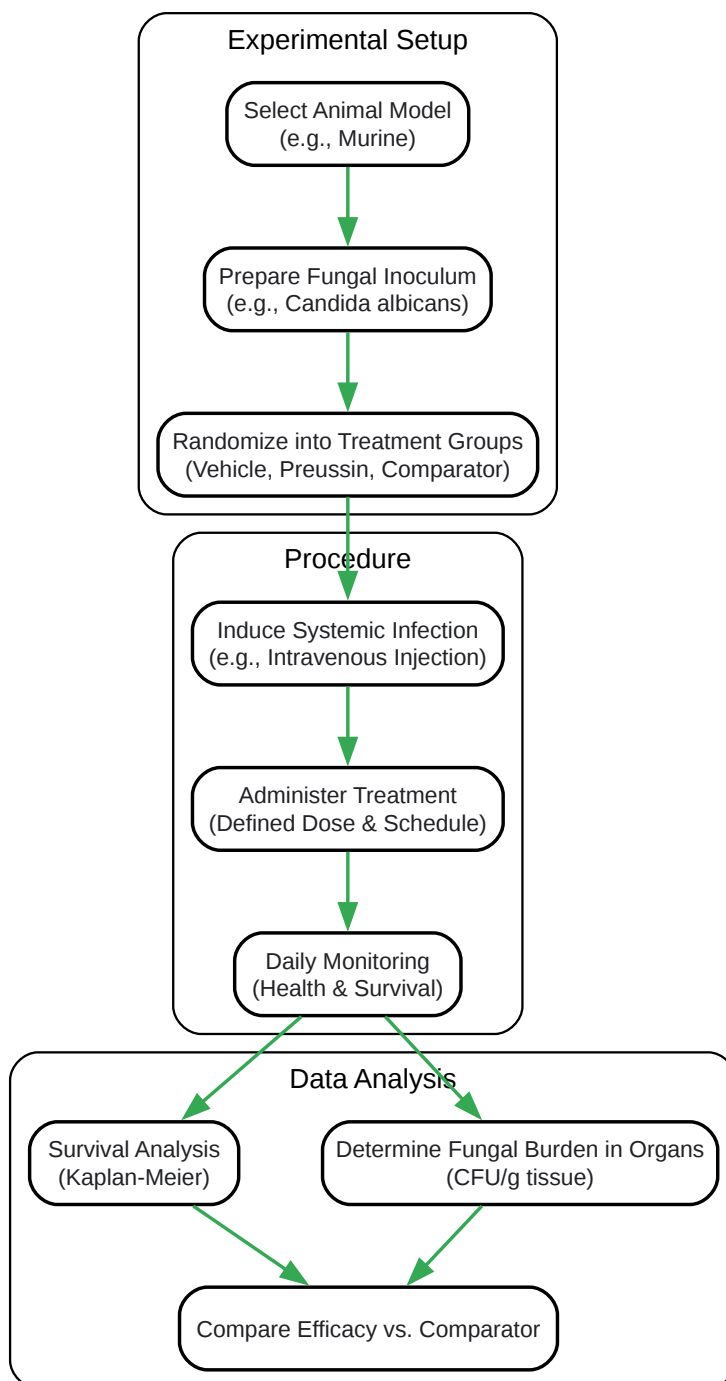 Experimental Setup
Select Animal Model
(e.g., Murine)
Prepare Fungal Inoculum
(e.g., Candida albicans)
Randomize into Treatment Groups
(Vehicle, Preussin, Comparator)
Procedure
Induce Systemic Infection
(e.g., Intravenous Injection)
Administer Treatment
(Defined Dose & Schedule)
Daily Monitoring
(Health & Survival)
Data Analysis
Survival Analysis
(Kaplan-Meier)
Determine Fungal Burden in Organs
(CFU/g tissue)
Compare Efficacy vs. Comparator